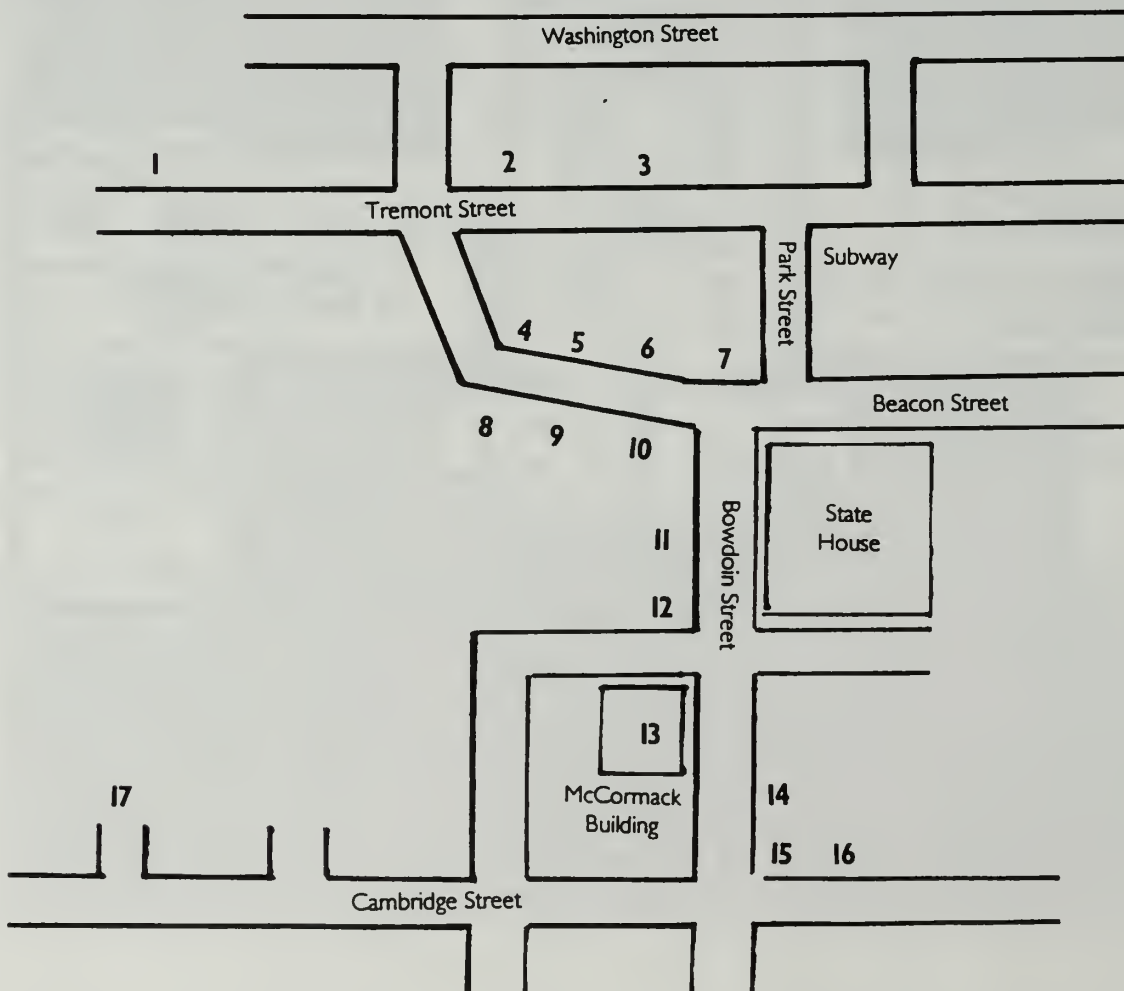 Washington Street
1
2
3
Tremont Street
Park Street
Subway
4
5
6
7
Beacon Street
8
9
10
Bowdoin Street
State
House
11
12
13
McCormack
Building
14
17
15
16
Cambridge Street